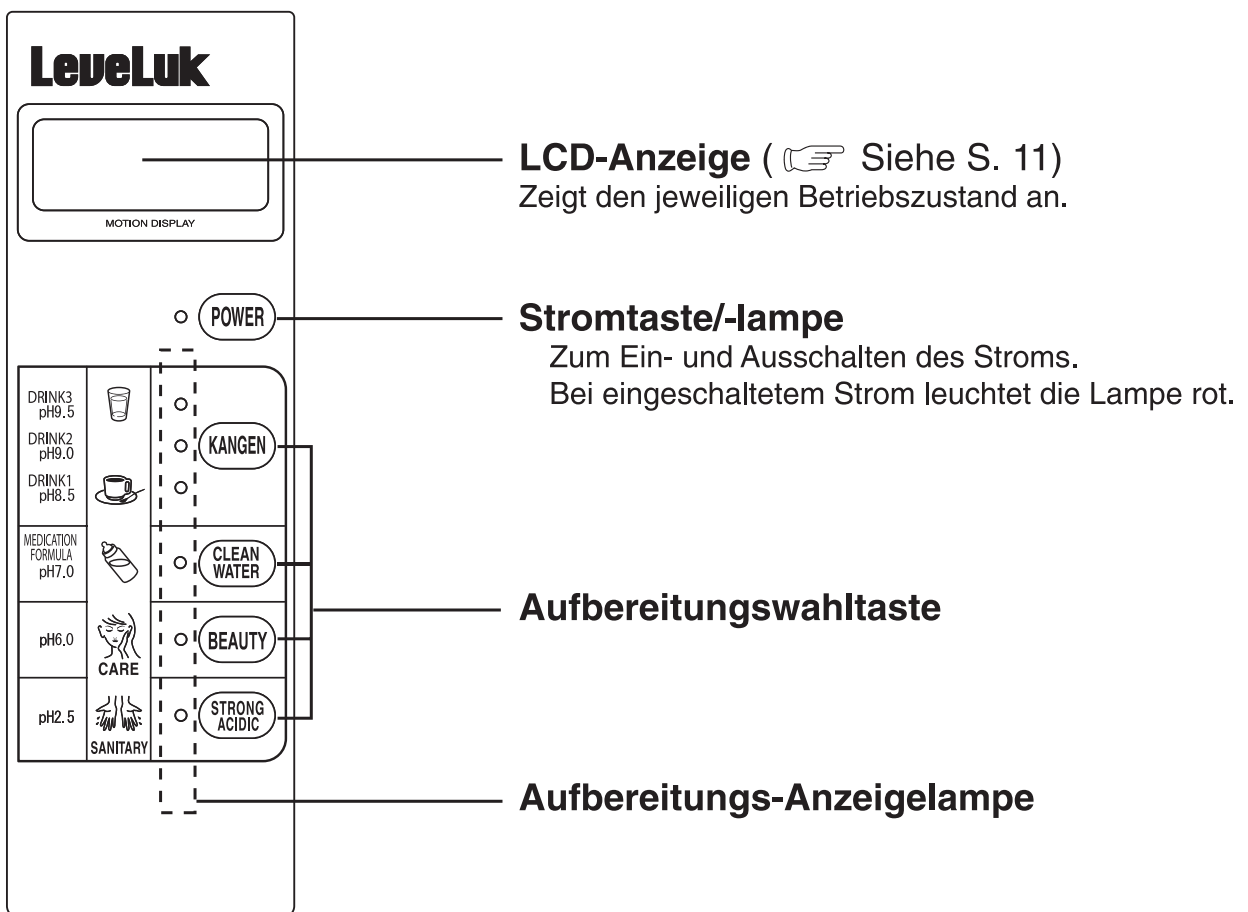 LeveLuk
MOTION DISPLAY
LCD-Anzeige ( ☞ Siehe S. 11)
Zeigt den jeweiligen Betriebszustand an.
POWER
Stromtaste/-lampe
Zum Ein- und Ausschalten des Stroms.
Bei eingeschaltetem Strom leuchtet die Lampe rot.
DRINK3
pH9.5
DRINK2
pH9.0
DRINK1
pH8.5
KANGEN
MEDICATION
FORMULA
pH7.0
CLEAN
WATER
pH6.0
CARE
BEAUTY
pH2.5
SANITARY
STRONG
ACIDIC
Aufbereitungswahltaste
Aufbereitungs-Anzeigelampe